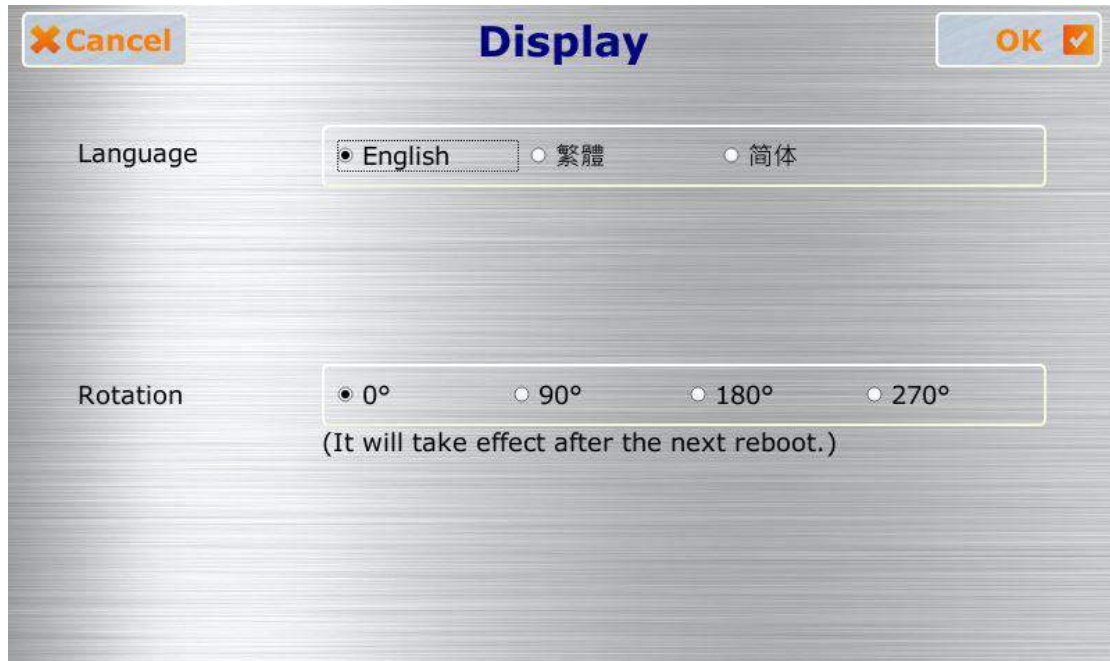 Cancel
Display
OK
Language
English 繁體 简体
Rotation
0° 90° 180° 270°
(It will take effect after the next reboot.)